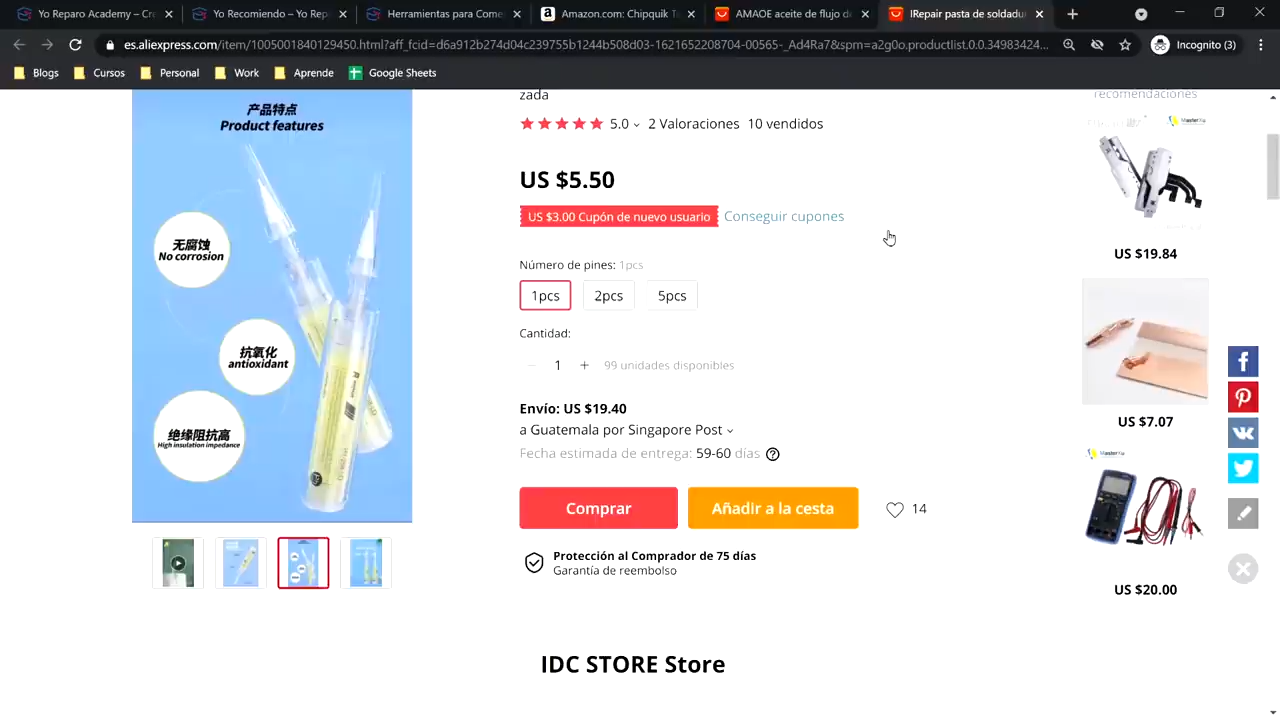 Yo Reparo Academy – Cre
Yo Recomiendo – Yo Rep
Herramientas para Come
Amazon.com: Chipquik Te
AMAOE aceite de flujo de
IRepair pasta de soldadu
es.aliexpress.com/item/1005001840129450.html?aff_fcid=d6a912b274d04c239755b1244b508d03-1621652208704-00565-_Ad4Ra7&spm=a2g0o.productlist.0.0.34983424...
Incognito (3)
Blogs
Cursos
Personal
Work
Aprende
Google Sheets
产品特点
Product features
无腐蚀
No corrosion
抗氧化
antioxidant
绝缘阻抗高
High insulation impedance
zada
5.0
2 Valoraciones
10 vendidos
US $5.50
US $3.00 Cupón de nuevo usuario
Conseguir cupones
Número de pines: 1pcs
1pcs
2pcs
5pcs
Cantidad:
1
99 unidades disponibles
Envío: US $19.40
a Guatemala por Singapore Post
Fecha estimada de entrega: 59-60 días
Comprar
Añadir a la cesta
14
Protección al Comprador de 75 días
Garantía de reembolso
IDC STORE Store
recomendaciones
US $19.84
US $7.07
US $20.00